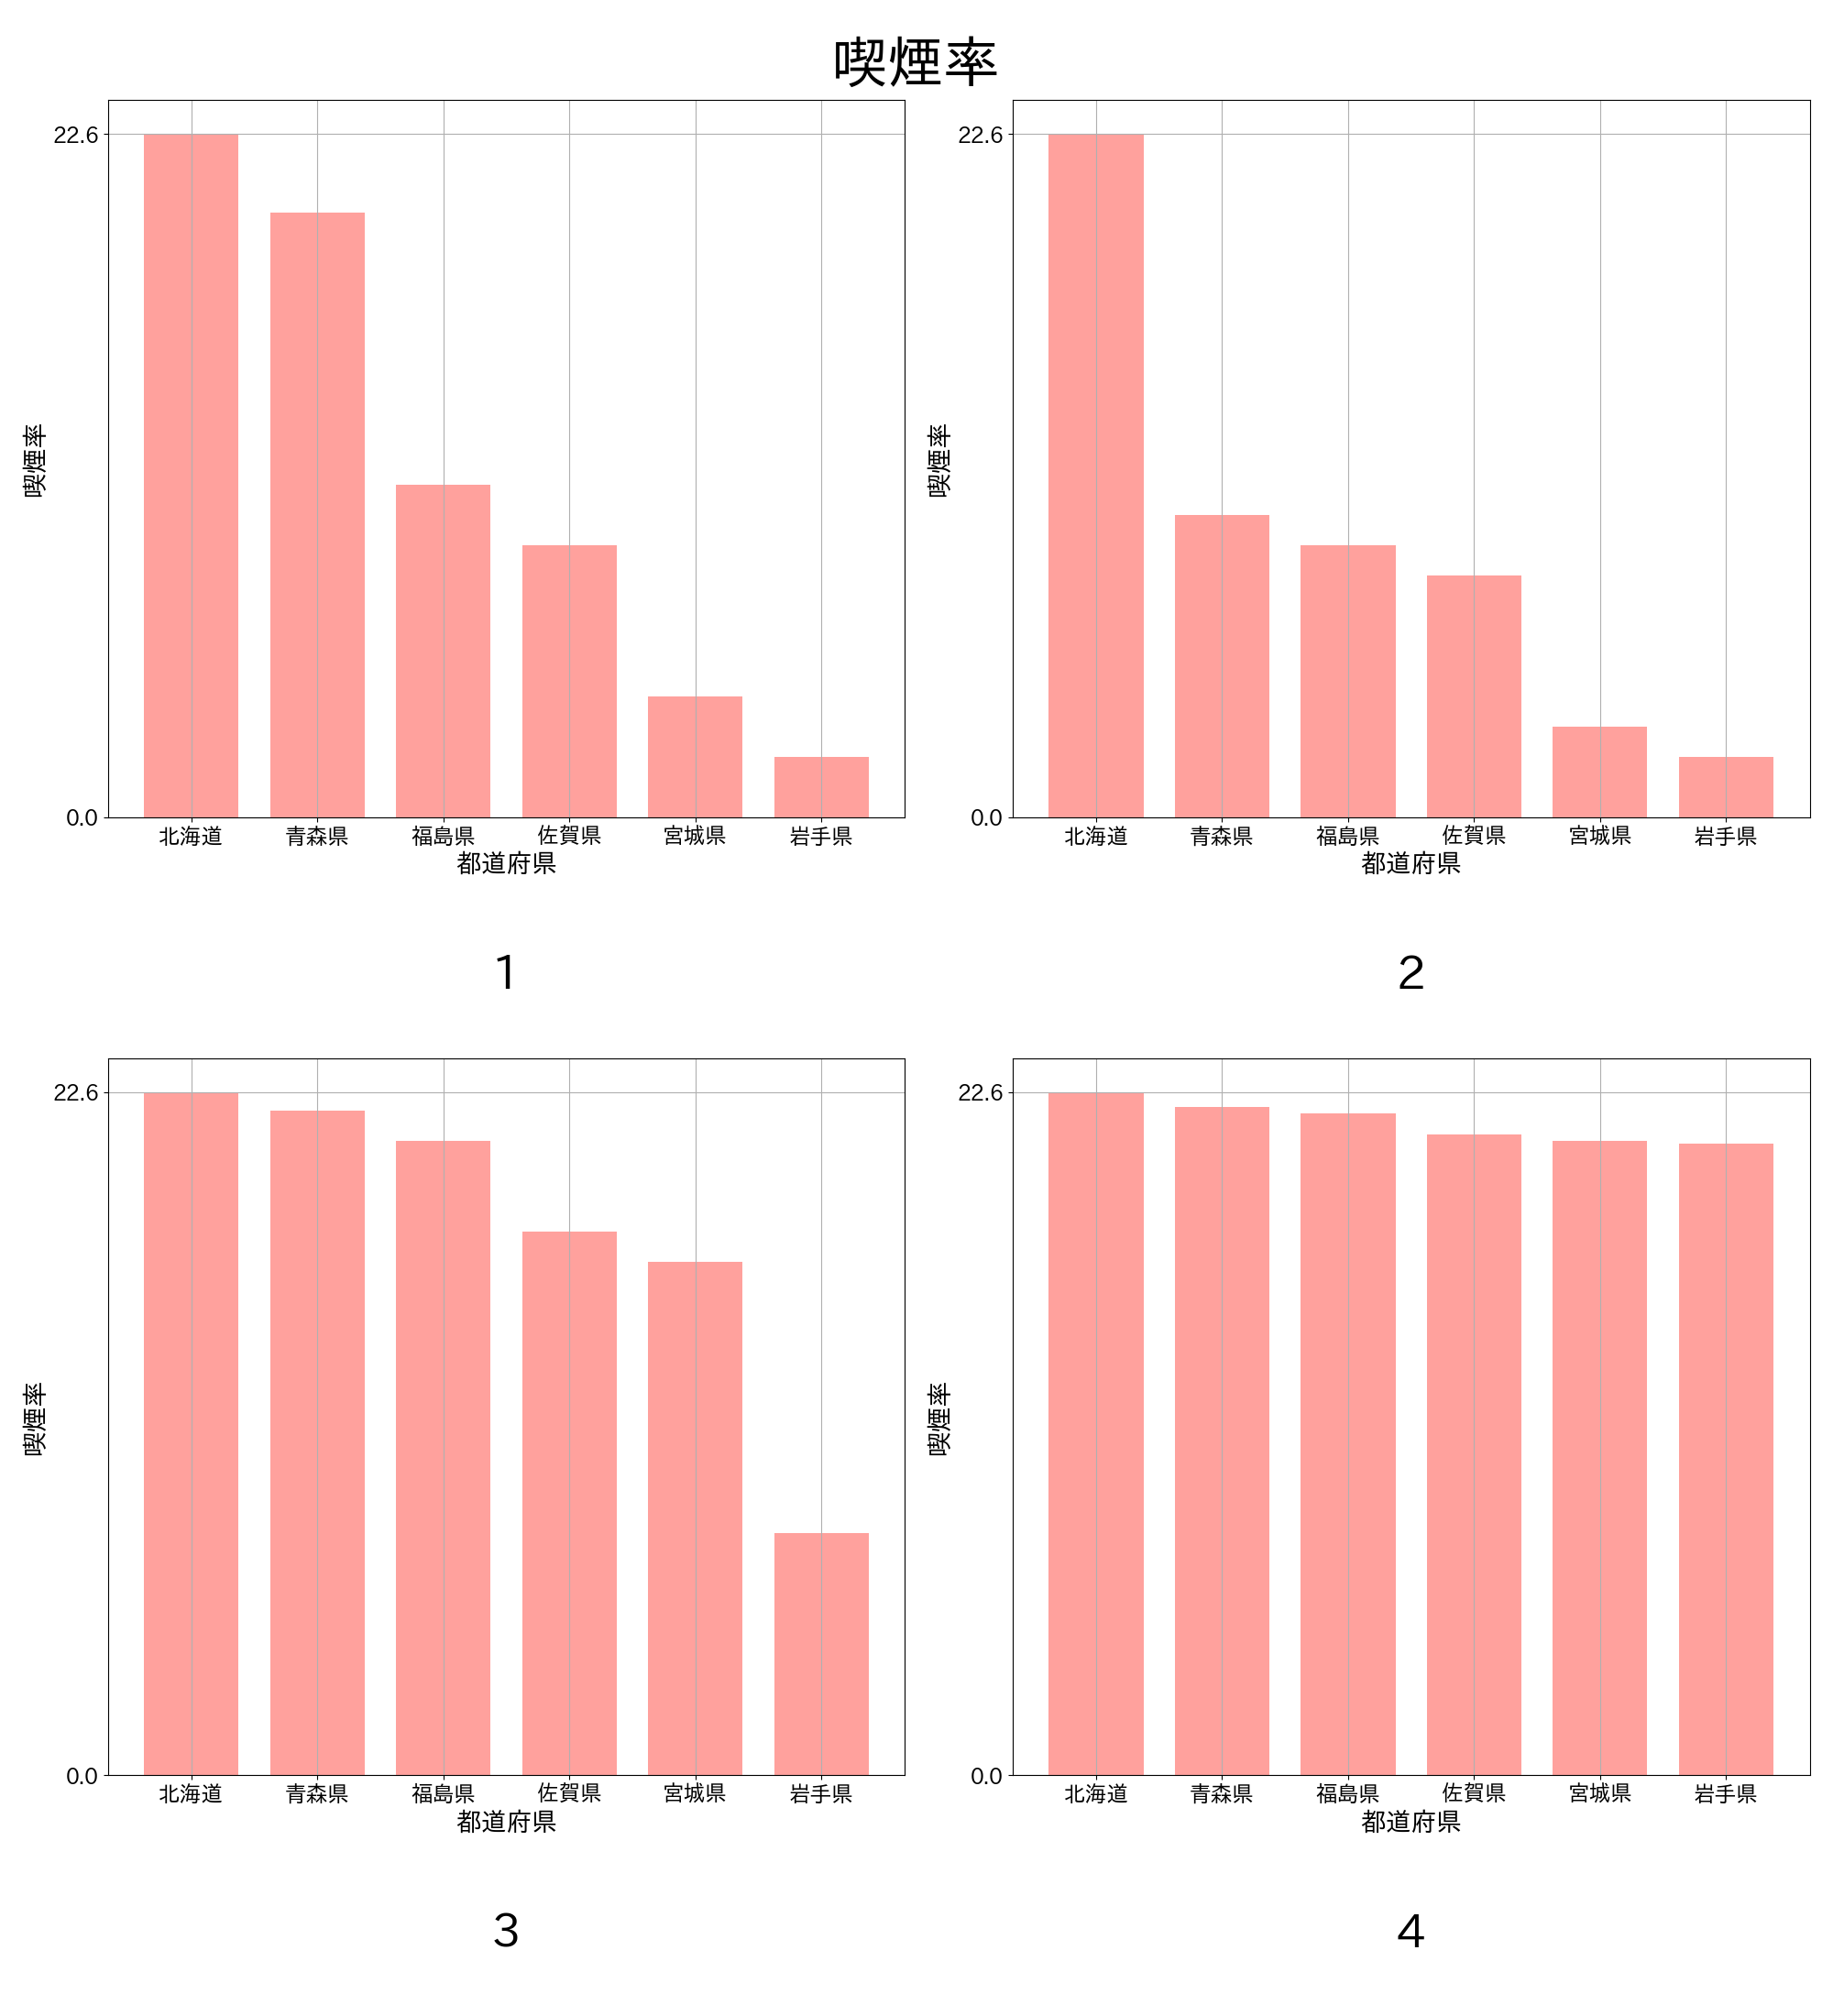 喫煙率
22.6
喫煙率
0.0
北海道 青森県 福島県 佐賀県 宮城県 岩手県
都道府県
1
22.6
喫煙率
0.0
北海道 青森県 福島県 佐賀県 宮城県 岩手県
都道府県
2
22.6
喫煙率
0.0
北海道 青森県 福島県 佐賀県 宮城県 岩手県
都道府県
3
22.6
喫煙率
0.0
北海道 青森県 福島県 佐賀県 宮城県 岩手県
都道府県
4